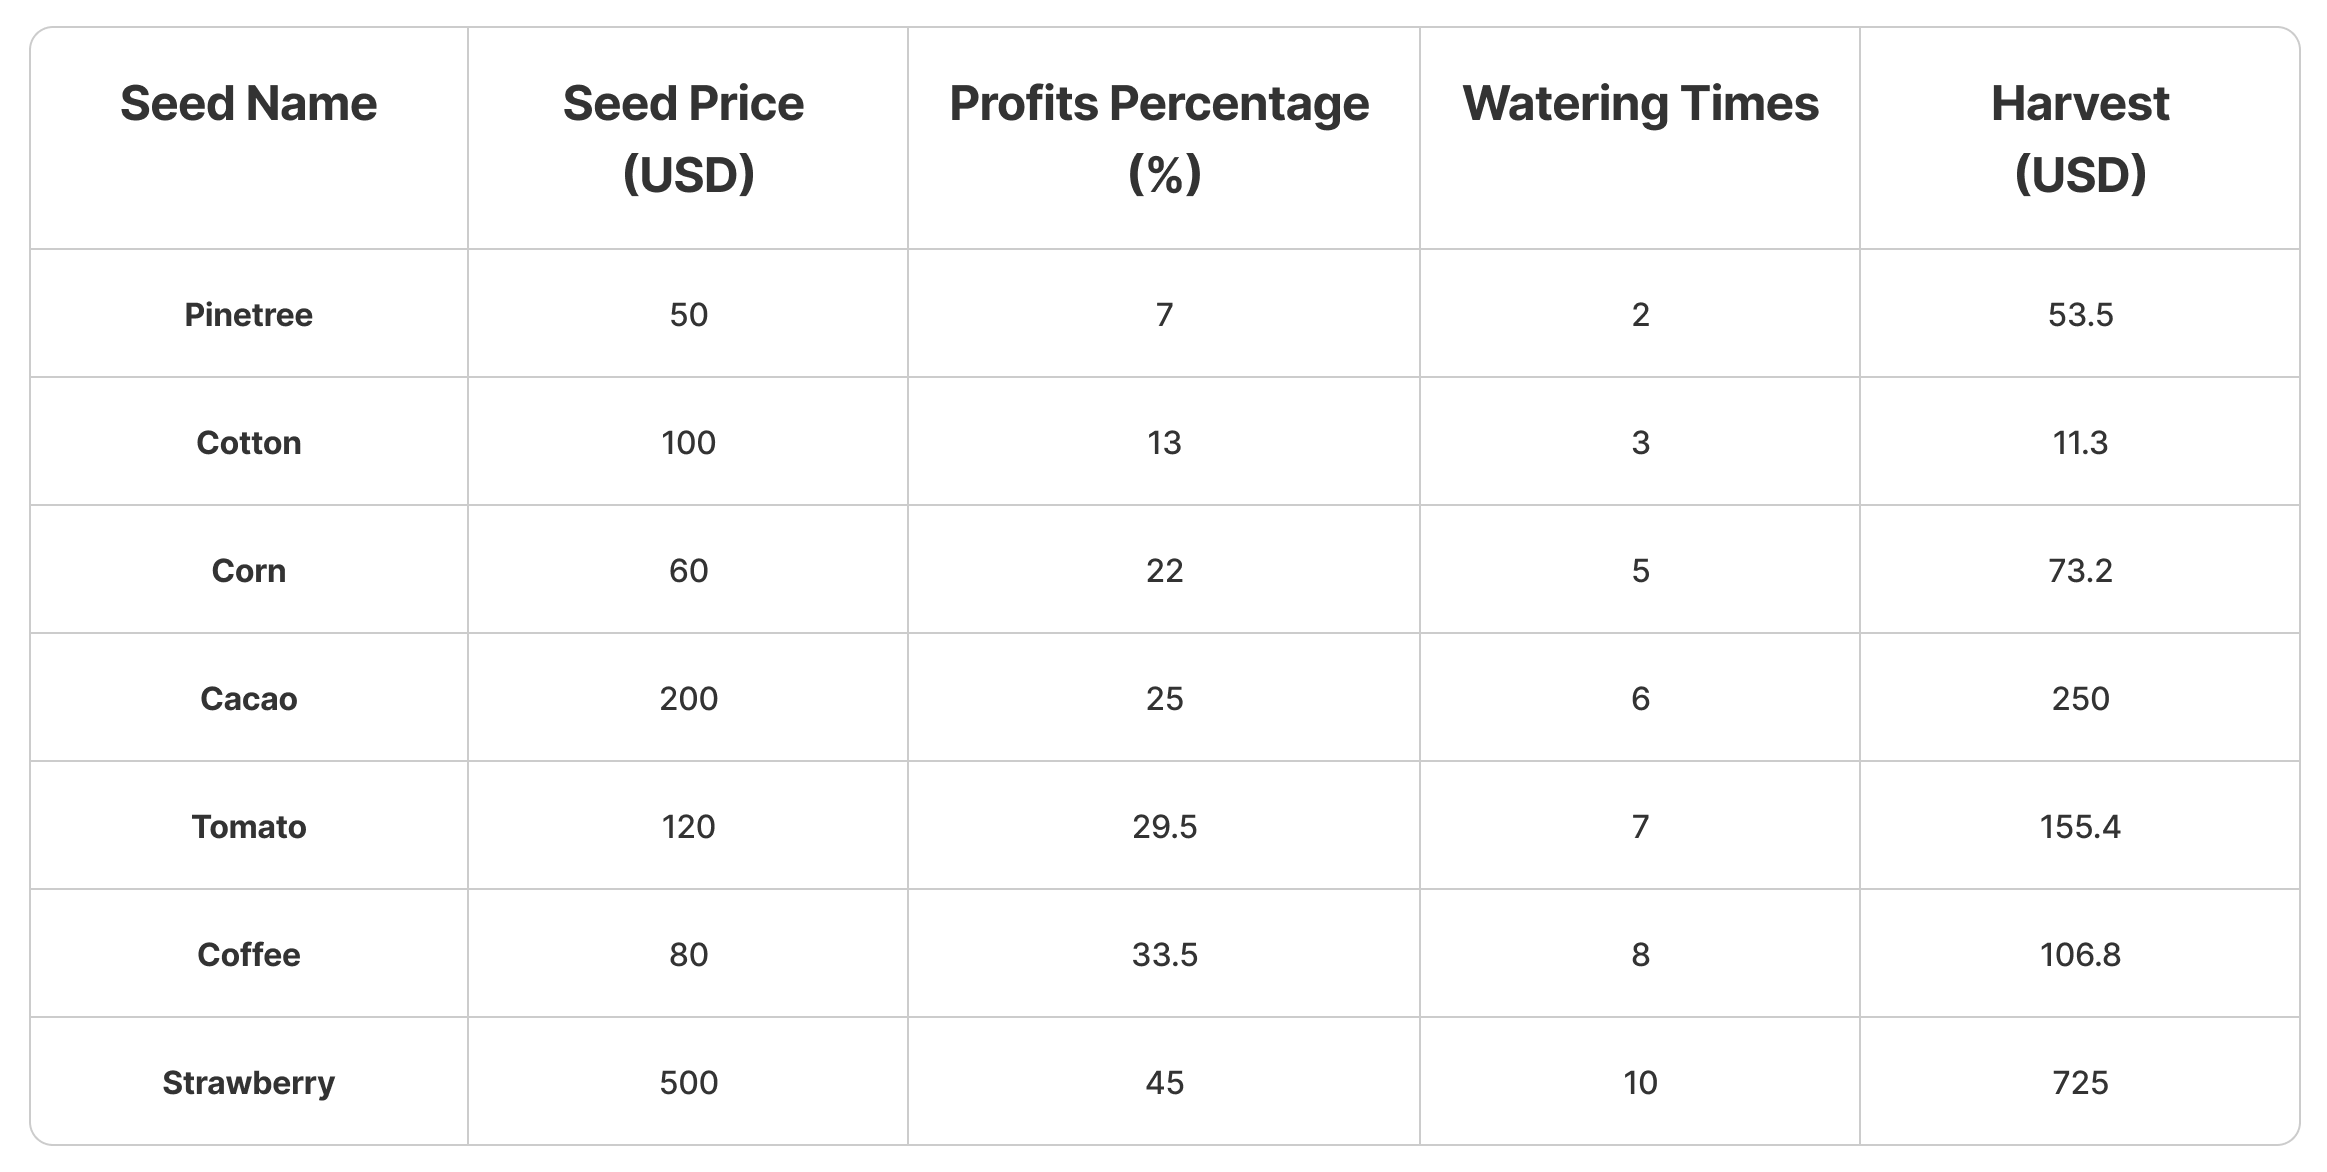 Seed Name Seed Price Profits Percentage Watering Times Harvest
(USD) (%) (USD)
Pinetree 50 7 2 53.5
Cotton 100 13 3 11.3
Corn 60 22 5 73.2
Cacao 200 25 6 250
Tomato 120 29.5 7 155.4
Coffee 80 33.5 8 106.8
Strawberry 500 45 10 725